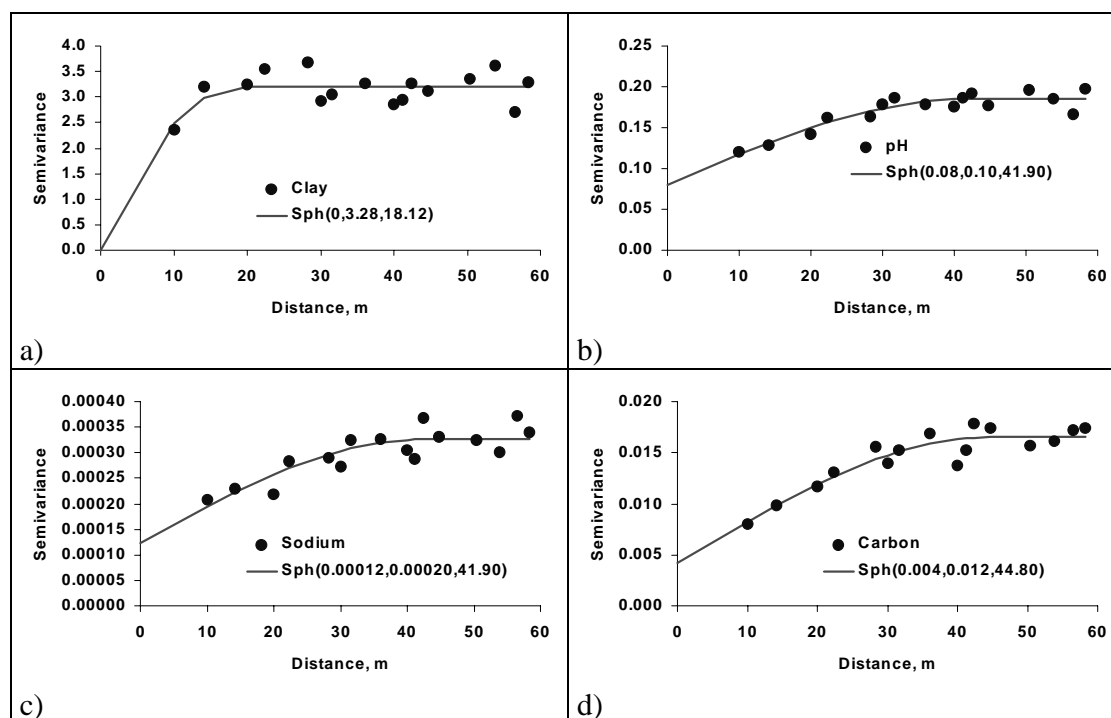 4.0
3.5
3.0
2.5
2.0
1.5
1.0
0.5
0.0
Semivariance
Clay
Sph(0,3.28,18.12)
0 10 20 30 40 50 60
Distance, m
a)
0.25
0.20
0.15
0.10
0.05
0.00
Semivariance
pH
Sph(0.08,0.10,41.90)
0 10 20 30 40 50 60
Distance, m
b)
0.00040
0.00035
0.00030
0.00025
0.00020
0.00015
0.00010
0.00005
0.00000
Semivariance
Sodium
Sph(0.00012,0.00020,41.90)
0 10 20 30 40 50 60
Distance, m
c)
0.020
0.015
0.010
0.005
0.000
Semivariance
Carbon
Sph(0.004,0.012,44.80)
0 10 20 30 40 50 60
Distance, m
d)